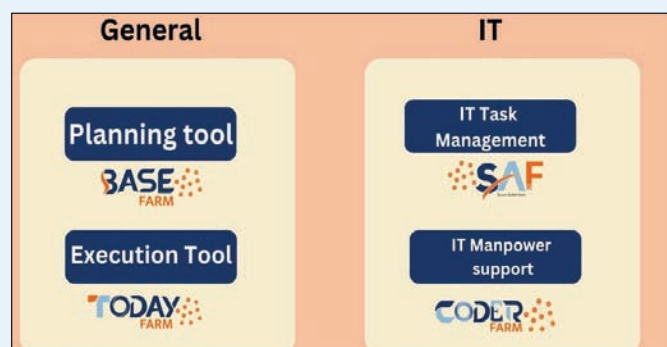 General
Planning tool
BASE
FARM
Execution Tool
TODAY
FARM
IT
IT Task
Management
SAF
IT Manpower
support
CODER
FARM